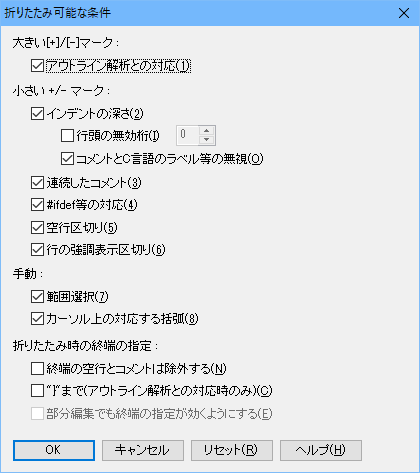 折りたたみ可能な条件
大きい[+]/[-]マーク:
アウトライン解析との対応(1)
小さい +/- マーク:
インデントの深さ(2)
行頭の無効桁(I) 0
コメントとC言語のラベル等の無視(O)
連続したコメント(3)
#ifdef等の対応(4)
空行区切り(5)
行の強調表示区切り(6)
手動:
範囲選択(7)
カーソル上の対応する括弧(8)
折りたたみ時の終端の指定:
終端の空行とコメントは除外する(N)
"}"まで(アウトライン解析との対応時のみ)(C)
部分編集でも終端の指定が効くようにする(E)
OK キャンセル リセット(R) ヘルプ(H)